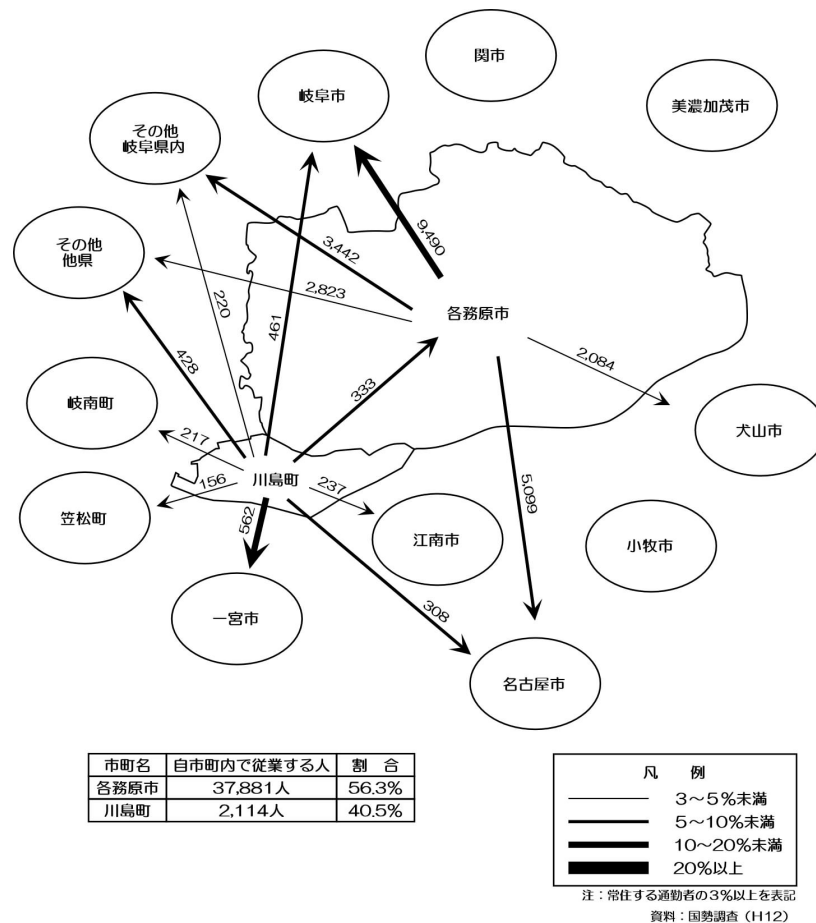 関市
岐阜市
美濃加茂市
その他
岐阜県内
9,490
3,442
その他
他県
2,823
220
461
各務原市
428
333
2,084
岐南町
犬山市
217
川島町
156
237
5,099
笠松町
562
江南市
小牧市
一宮市
308
名古屋市
市町名 自市町内で従業する人 割 合
各務原市 37,881人 56.3%
川島町 2,114人 40.5%
凡 例
3～5%未満
5～10%未満
10～20%未満
20%以上
注：常住する通勤者の3%以上を表記
資料：国勢調査（H12）